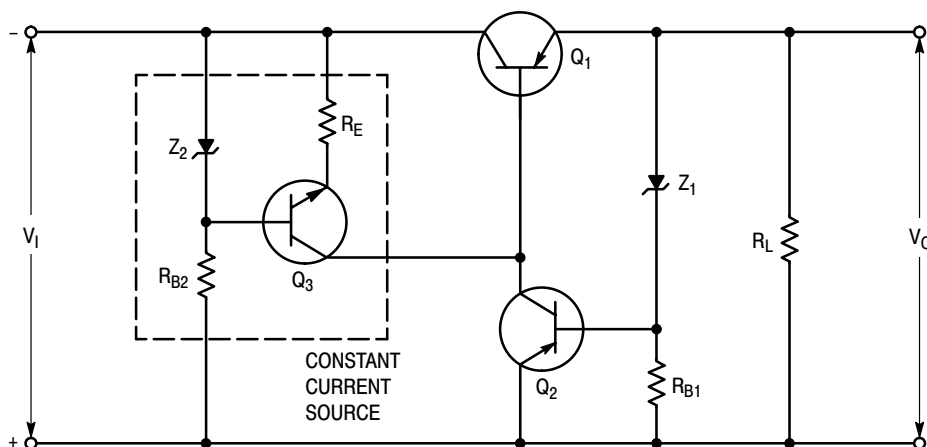 –
Q1
RE
Z2
Z1
VI
RL
VO
RB2
Q3
CONSTANT
CURRENT
SOURCE
Q2
RB1
+